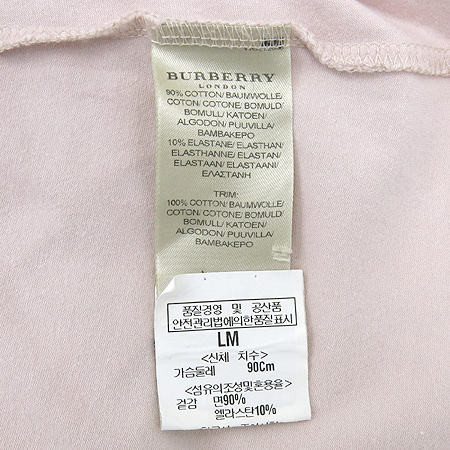 BURBERRY
LONDON
90% COTTON/ BAUMWOLLE/
COTON/ COTONE/ BOMULD/
BOMULL/ KATOEN/
ALGODON/ PUUVILLA/
ΒΑΜΒΑΚΕΡΟ
10% ELASTANE/ ELASTHAN/
ELASTHANNE/ ELASTAN/
ELASTAN/ ELASTAANI/
ΕΛΑΣΤΑΝΗ
TRIM:
100% COTTON/ BAUMWOLLE/
COTON/ COTONE/ BOMULD/
BOMULL/ KATOEN/
ALGODON/ PUUVILLA/
ΒΑΜΒΑΚΕΡΟ
품질경영 및 공산품
안전관리법에의한품질표시
LM
<신체 치수>
가슴둘레 90Cm
<섬유의조성및혼용율>
겉감 면90%
엘라스탄10%